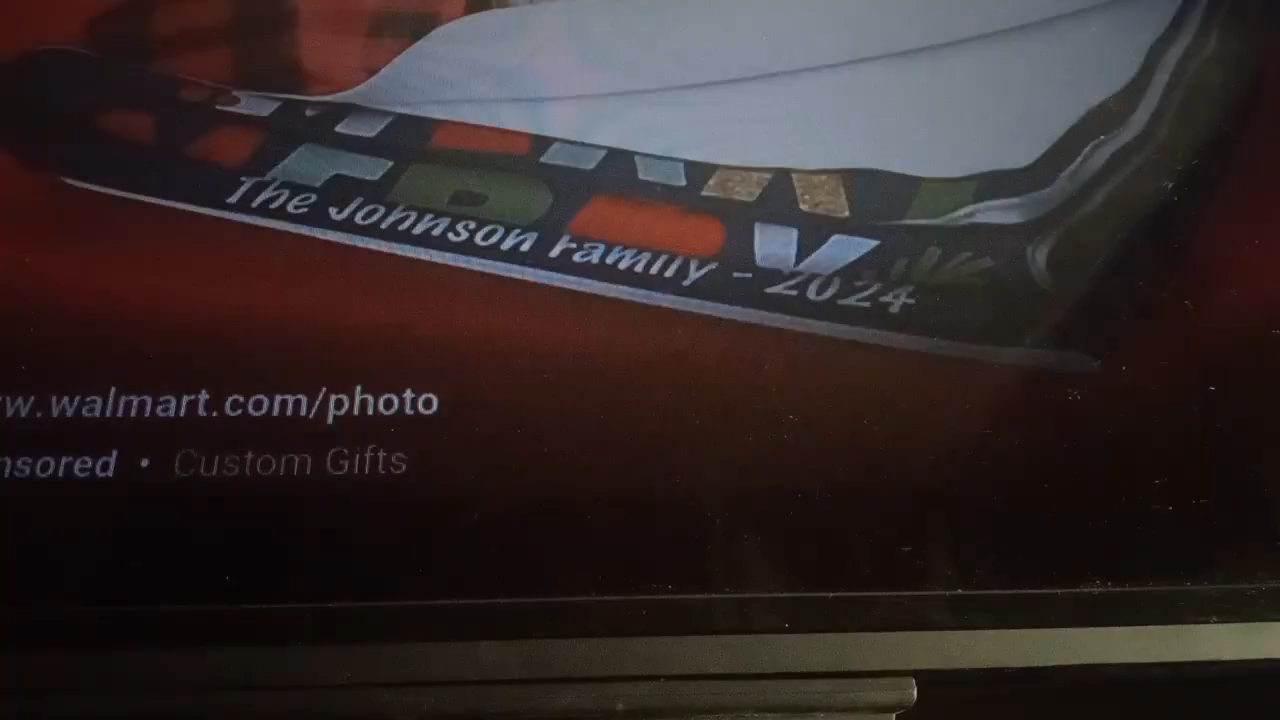 The Johnson Family - 2024
w.walmart.com/photo
nsored • Custom Gifts